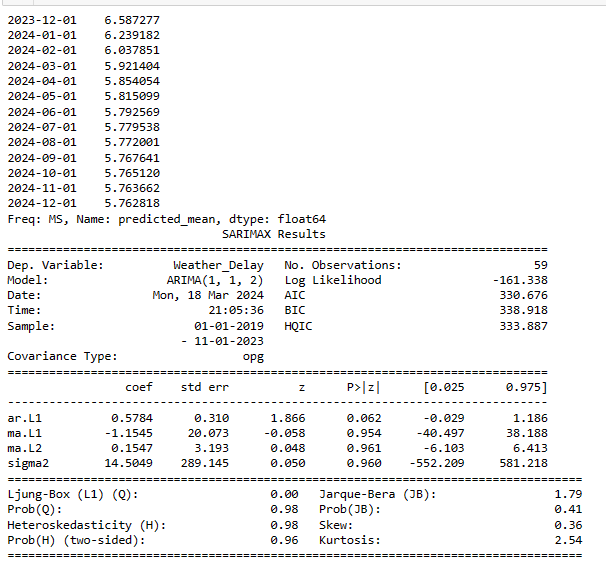 2023-12-01    6.587277
2024-01-01    6.239182
2024-02-01    6.037851
2024-03-01    5.921404
2024-04-01    5.854054
2024-05-01    5.815099
2024-06-01    5.792569
2024-07-01    5.779538
2024-08-01    5.772001
2024-09-01    5.767641
2024-10-01    5.765120
2024-11-01    5.763662
2024-12-01    5.762818
Freq: MS, Name: predicted_mean, dtype: float64
                               SARIMAX Results
==============================================================================
Dep. Variable:          Weather_Delay   No. Observations:                   59
Model:                 ARIMA(1, 1, 2)   Log Likelihood                -161.338
Date:                Mon, 18 Mar 2024   AIC                            330.676
Time:                        21:05:36   BIC                            338.918
Sample:                    01-01-2019   HQIC                           333.887
                         - 11-01-2023
Covariance Type:                  opg
==============================================================================
                 coef    std err          z      P>|z|      [0.025      0.975]
------------------------------------------------------------------------------
ar.L1          0.5784      0.310      1.866      0.062      -0.029       1.186
ma.L1         -1.1545     20.073     -0.058      0.954     -40.497      38.188
ma.L2          0.1547      3.193      0.048      0.961      -6.103       6.413
sigma2        14.5049    289.145      0.050      0.960    -552.209     581.218
===================================================================================
Ljung-Box (L1) (Q):                   0.00   Jarque-Bera (JB):                 1.79
Prob(Q):                              0.98   Prob(JB):                         0.41
Heteroskedasticity (H):               0.98   Skew:                             0.36
Prob(H) (two-sided):                  0.96   Kurtosis:                         2.54
===================================================================================